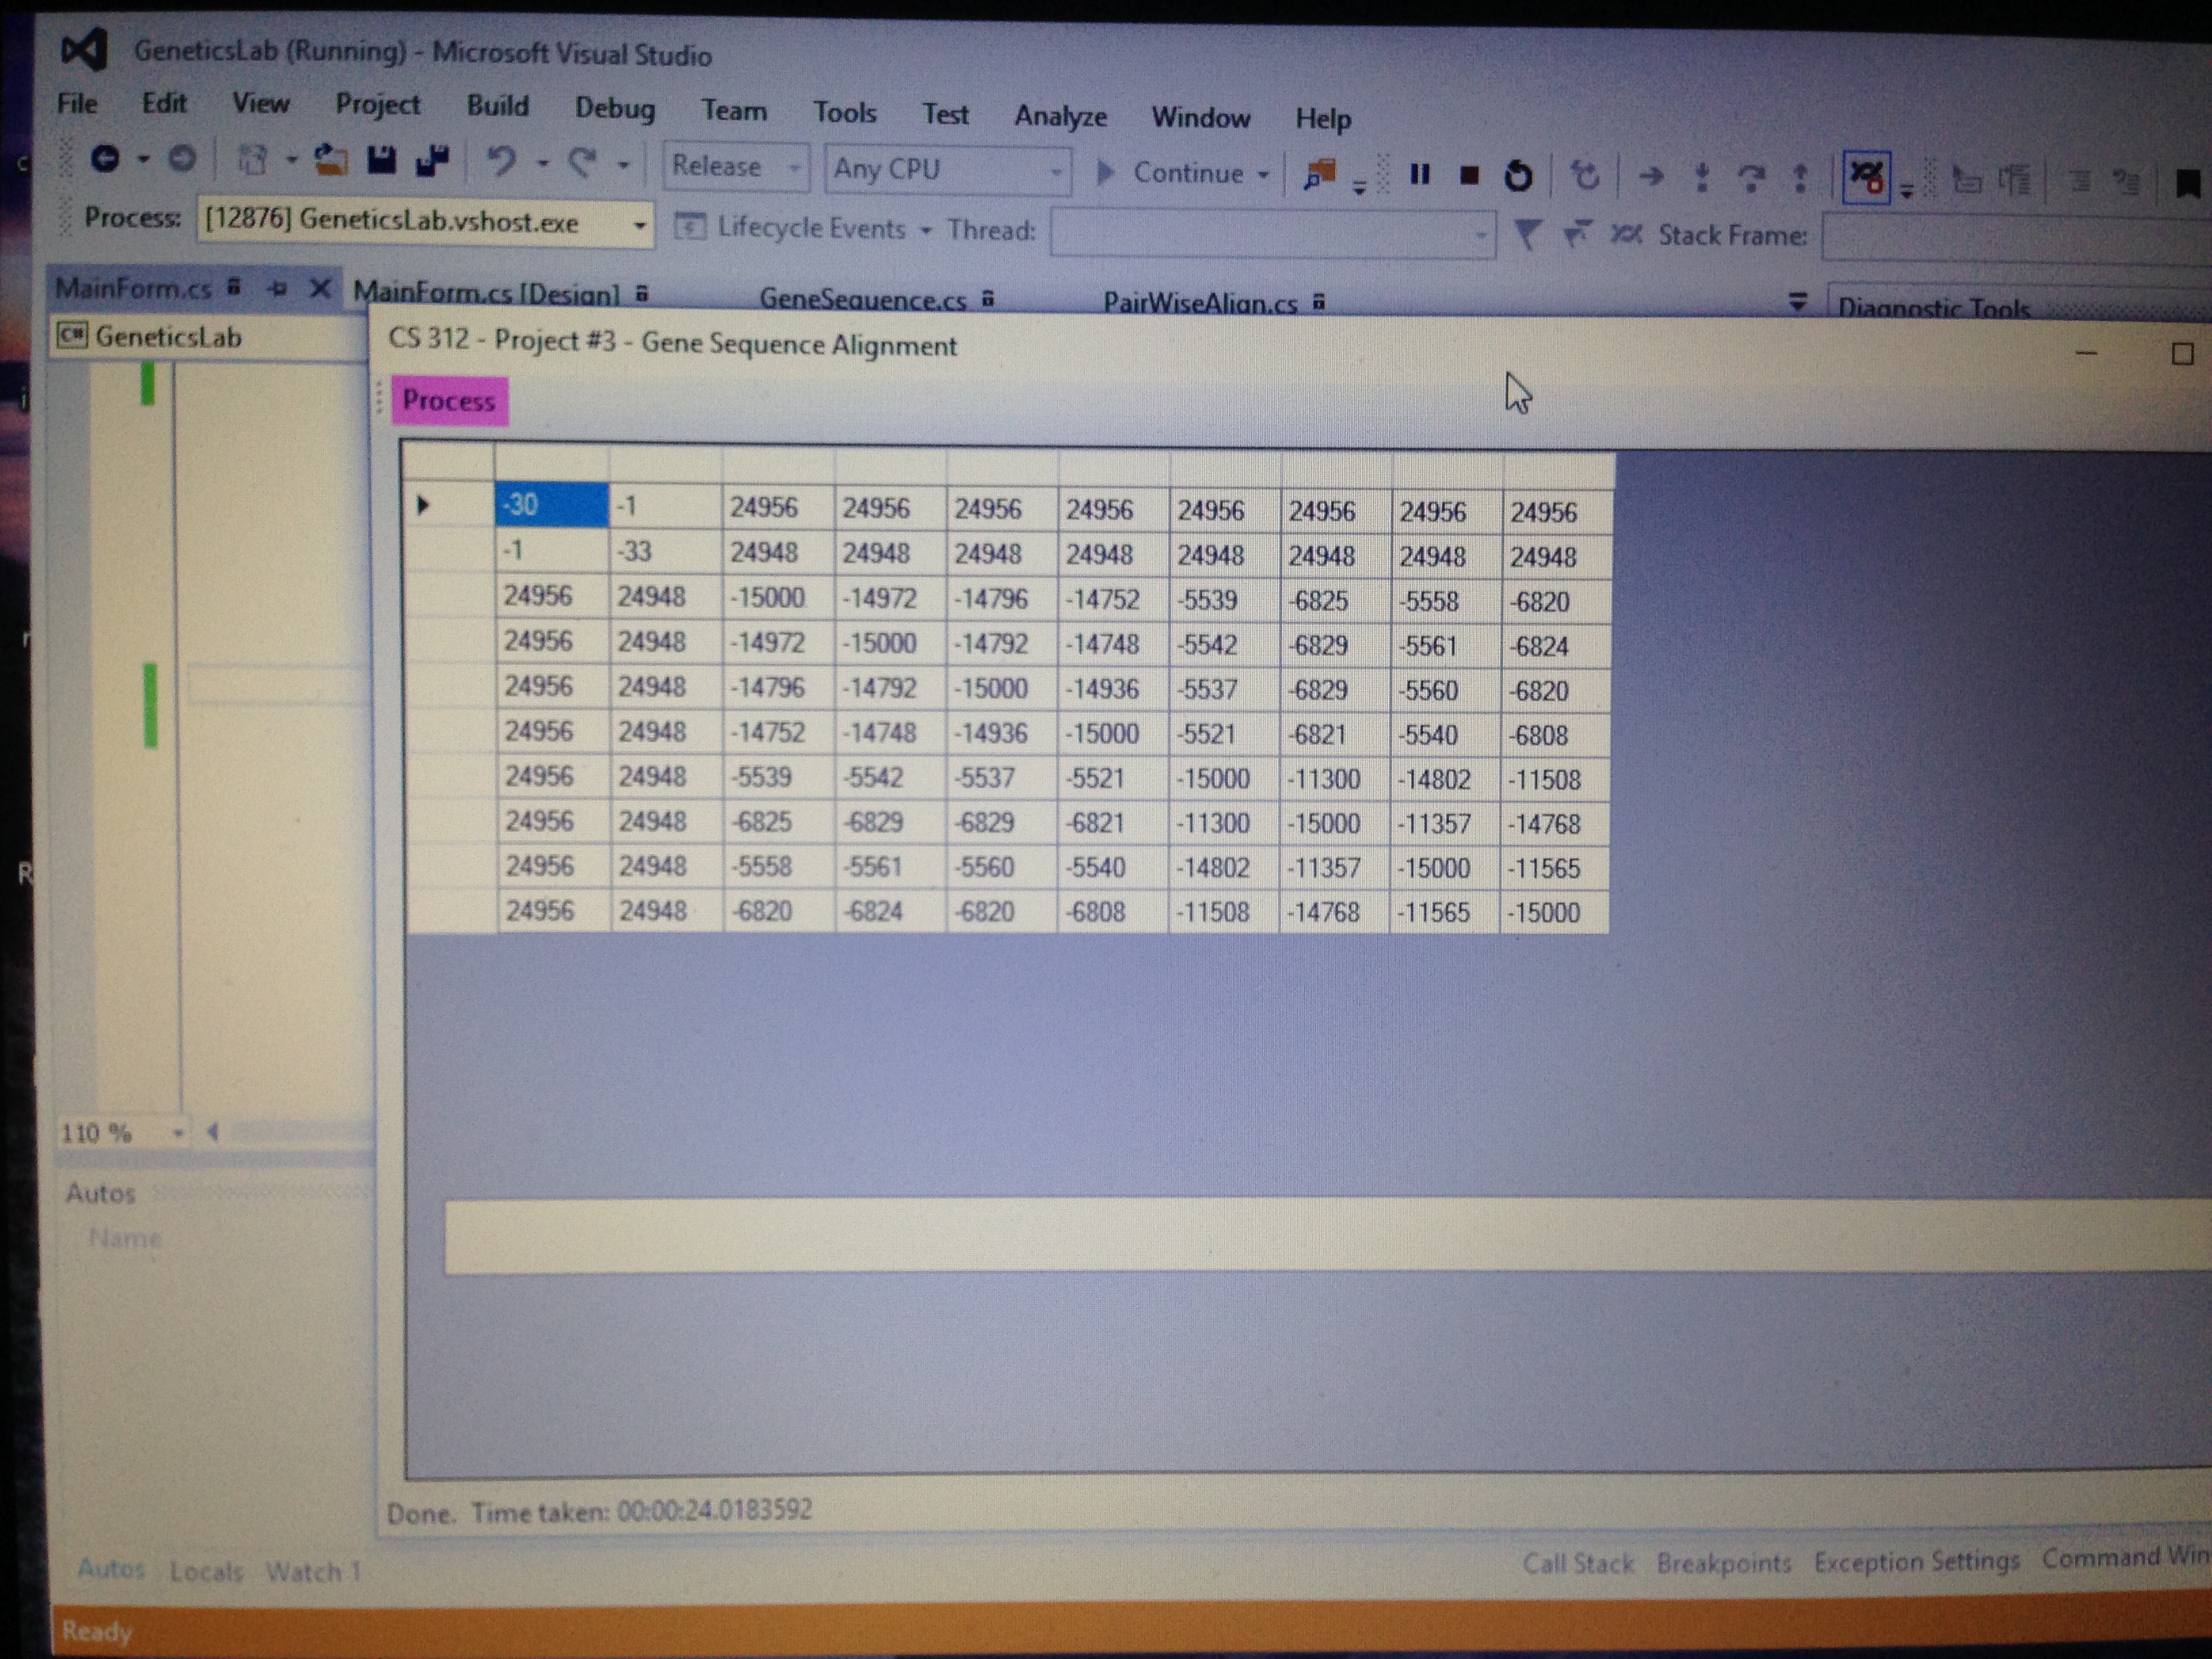 GeneticsLab (Running) - Microsoft Visual Studio
File Edit View Project Build Debug Team Tools Test Analyze Window Help
Release Any CPU Continue
Process: [12876] GeneticsLab.vshost.exe Lifecycle Events Thread: Stack Frame:
MainForm.cs MainForm.cs [Design] GeneSequence.cs PairWiseAlign.cs Diagnostic Tools
C# GeneticsLab
CS 312 - Project #3 - Gene Sequence Alignment
Process
-30 -1 24956 24956 24956 24956 24956 24956 24956 24956
-1 -33 24948 24948 24948 24948 24948 24948 24948 24948
24956 24948 -15000 -14972 -14796 -14752 -5539 -6825 -5558 -6820
24956 24948 -14972 -15000 -14792 -14748 -5542 -6829 -5561 -6824
24956 24948 -14796 -14792 -15000 -14936 -5537 -6829 -5560 -6820
24956 24948 -14752 -14748 -14936 -15000 -5521 -6821 -5540 -6808
24956 24948 -5539 -5542 -5537 -5521 -15000 -11300 -14802 -11508
24956 24948 -6825 -6829 -6829 -6821 -11300 -15000 -11357 -14768
24956 24948 -5558 -5561 -5560 -5540 -14802 -11357 -15000 -11565
24956 24948 -6820 -6824 -6820 -6808 -11508 -14768 -11565 -15000
110 %
Autos
Name
Done. Time taken: 00:00:24.0183592
Autos Locals Watch 1 Call Stack Breakpoints Exception Settings Command Win
Ready